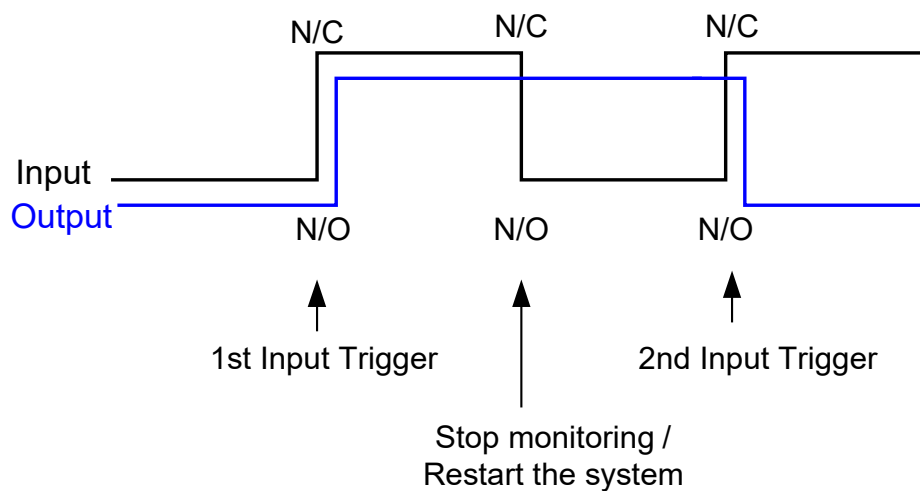 N/C N/C N/C
Input
Output
N/O N/O N/O
1st Input Trigger 2nd Input Trigger
Stop monitoring /
Restart the system